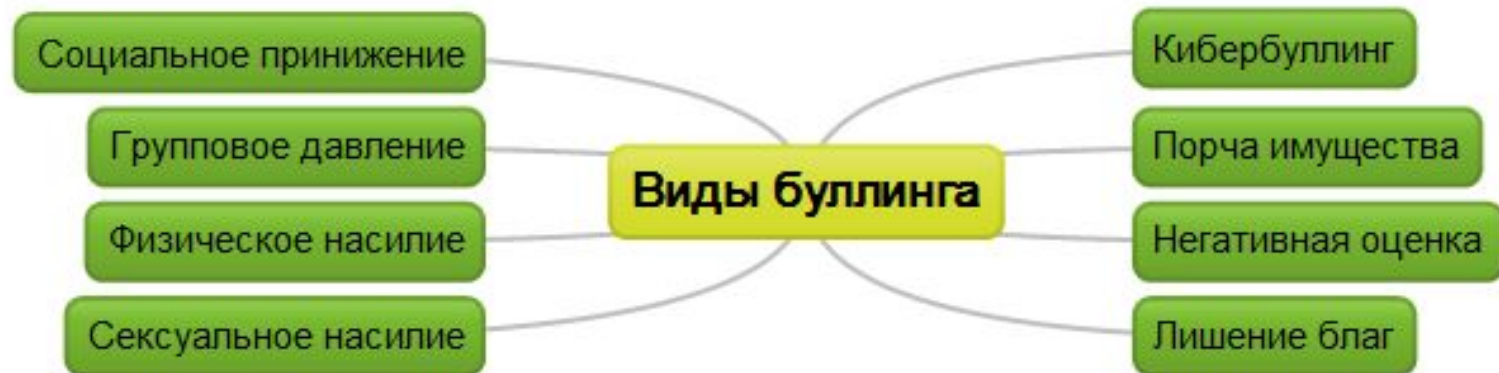 Социальное принижение
Групповое давление
Физическое насилие
Сексуальное насилие
Виды буллинга
Кибербуллинг
Порча имущества
Негативная оценка
Лишение благ